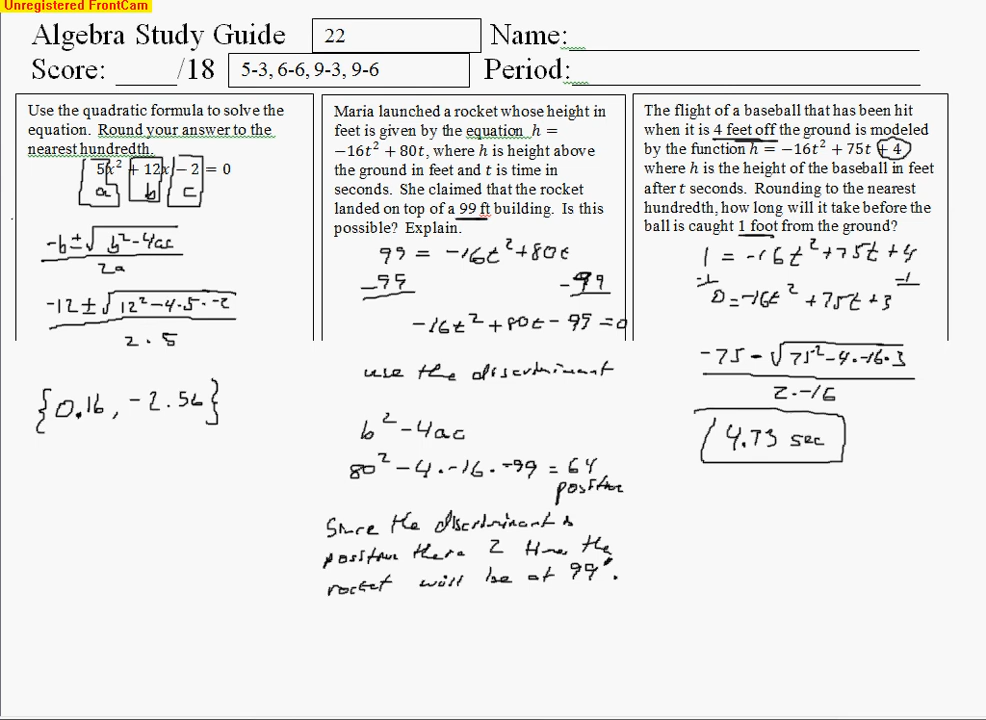 Unregistered FrontCam
Algebra Study Guide 22 Name:
Score: ____/18 5-3, 6-6, 9-3, 9-6 Period:
Use the quadratic formula to solve the
equation. Round your answer to the
nearest hundredth.
5x² + 12x - 2 = 0
a b c
-b ± √b²-4ac
2a
-12 ± √12²-4·5·-2
2·5
{0.16, -2.56}
Maria launched a rocket whose height in
feet is given by the equation h =
−16t² + 80t, where h is height above
the ground in feet and t is time in
seconds. She claimed that the rocket
landed on top of a 99 ft building. Is this
possible? Explain.
99 = -16t²+80t
-99 -99
-16t²+80t-99=0
use the discriminant
b²-4ac
80²-4·-16·-99 = 64
positive
Since the discriminant is
positive there 2 times the
rocket will be at 99'.
The flight of a baseball that has been hit
when it is 4 feet off the ground is modeled
by the function h = −16t² + 75t + 4
where h is the height of the baseball in feet
after t seconds. Rounding to the nearest
hundredth, how long will it take before the
ball is caught 1 foot from the ground?
1 = -16t²+75t+4
-1 -1
0=-16t²+75t+3
-75-√75²-4·-16·3
2·-16
4.73 sec